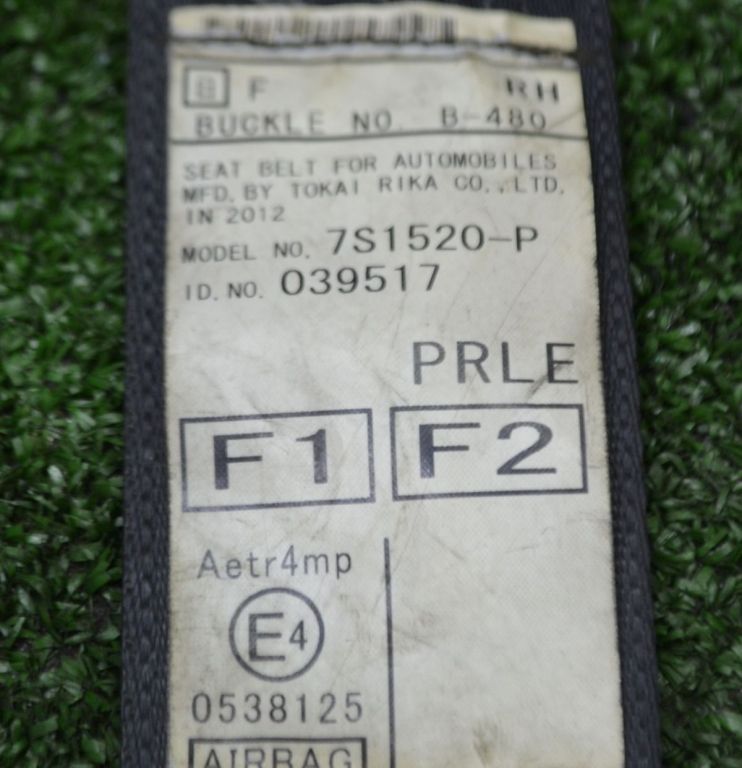 F RH
BUCKLE NO. B-480
SEAT BELT FOR AUTOMOBILES
MFD. BY TOKAI RIKA CO.,LTD.
IN 2012
MODEL NO. 7S1520-P
ID.NO. 039517
PRLE
F1 F2
Aetr4mp
E4
0538125
AIRBAG